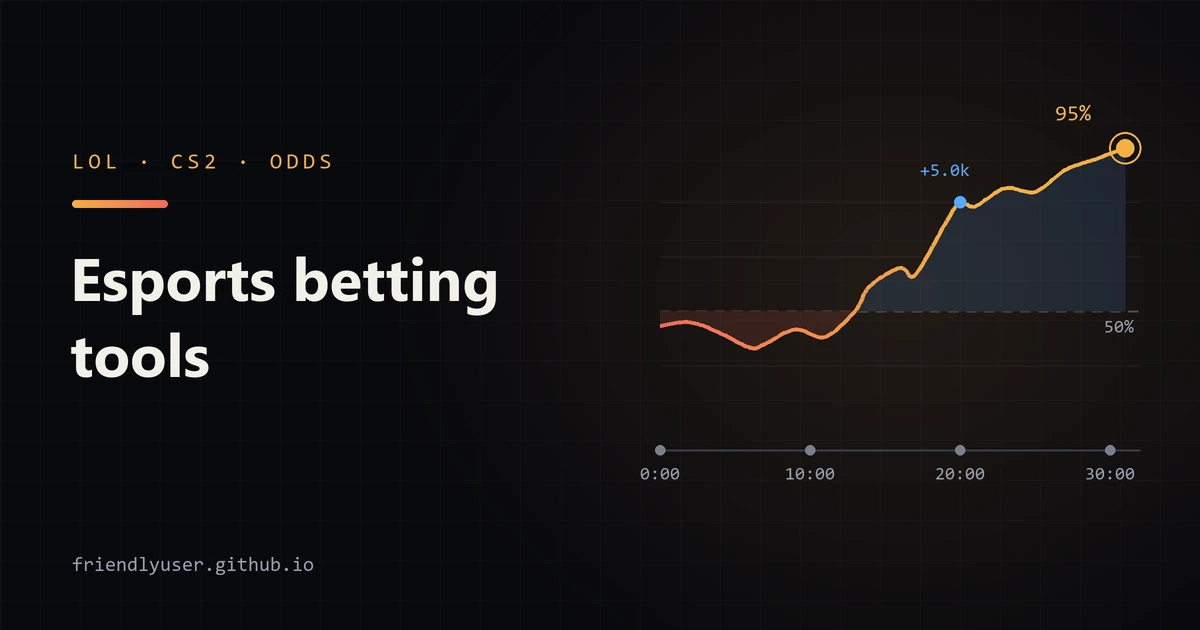 LOL · CS2 · ODDS
Esports betting
tools
friendlyuser.github.io
95%
+5.0k
50%
0:00 10:00 20:00 30:00